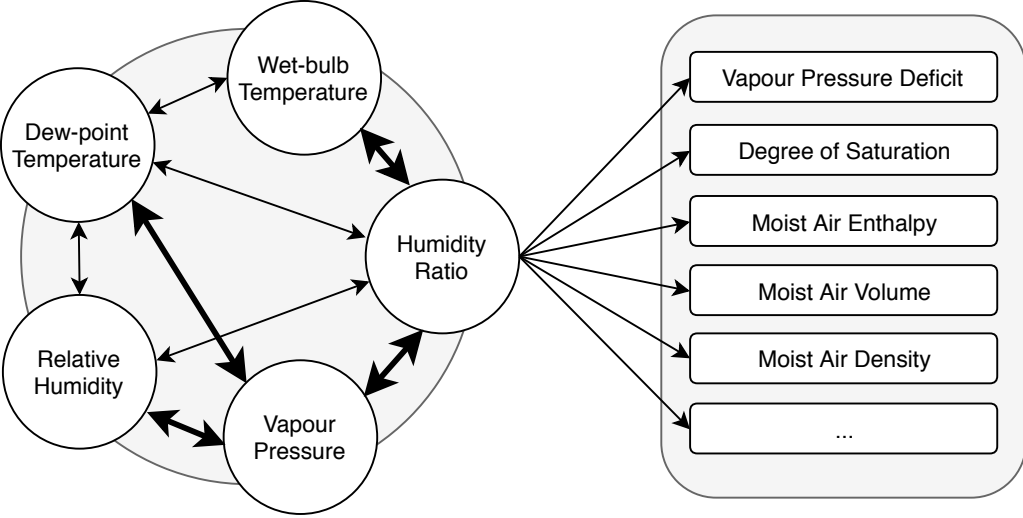 Wet-bulb
Temperature
Dew-point
Temperature
Humidity
Ratio
Relative
Humidity
Vapour
Pressure
Vapour Pressure Deficit
Degree of Saturation
Moist Air Enthalpy
Moist Air Volume
Moist Air Density
...